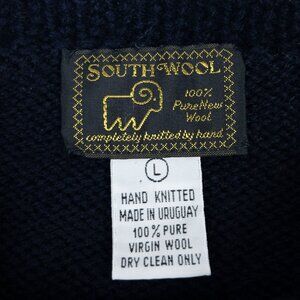 SOUTH WOOL
100%
Pure New
Wool
completely knitted by hand
L
HAND KNITTED
MADE IN URUGUAY
100% PURE
VIRGIN WOOL
DRY CLEAN ONLY